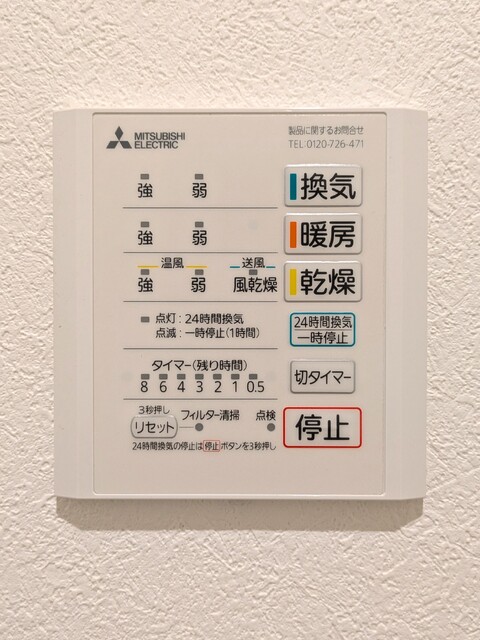 MITSUBISHI
ELECTRIC
製品に関するお問合せ
TEL 0120-726-471
強 弱 換気
強 弱 暖房
温風 送風
強 弱 風乾燥 乾燥
点灯:24時間換気
点滅:一時停止(1時間)
24時間換気
一時停止
タイマー(残り時間)
8 6 4 3 2 1 0.5
切タイマー
3秒押し
リセット フィルター清掃 点検
停止
24時間換気の停止は停止ボタンを3秒押し